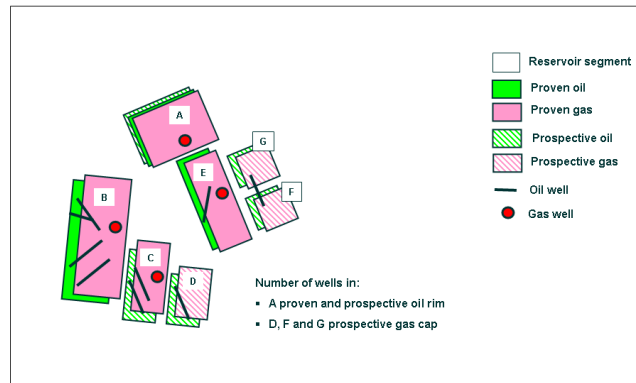 A
G
E
F
B
C
D
Reservoir segment
Proven oil
Proven gas
Prospective oil
Prospective gas
Oil well
Gas well
Number of wells in:
▪ A proven and prospective oil rim
▪ D, F and G prospective gas cap